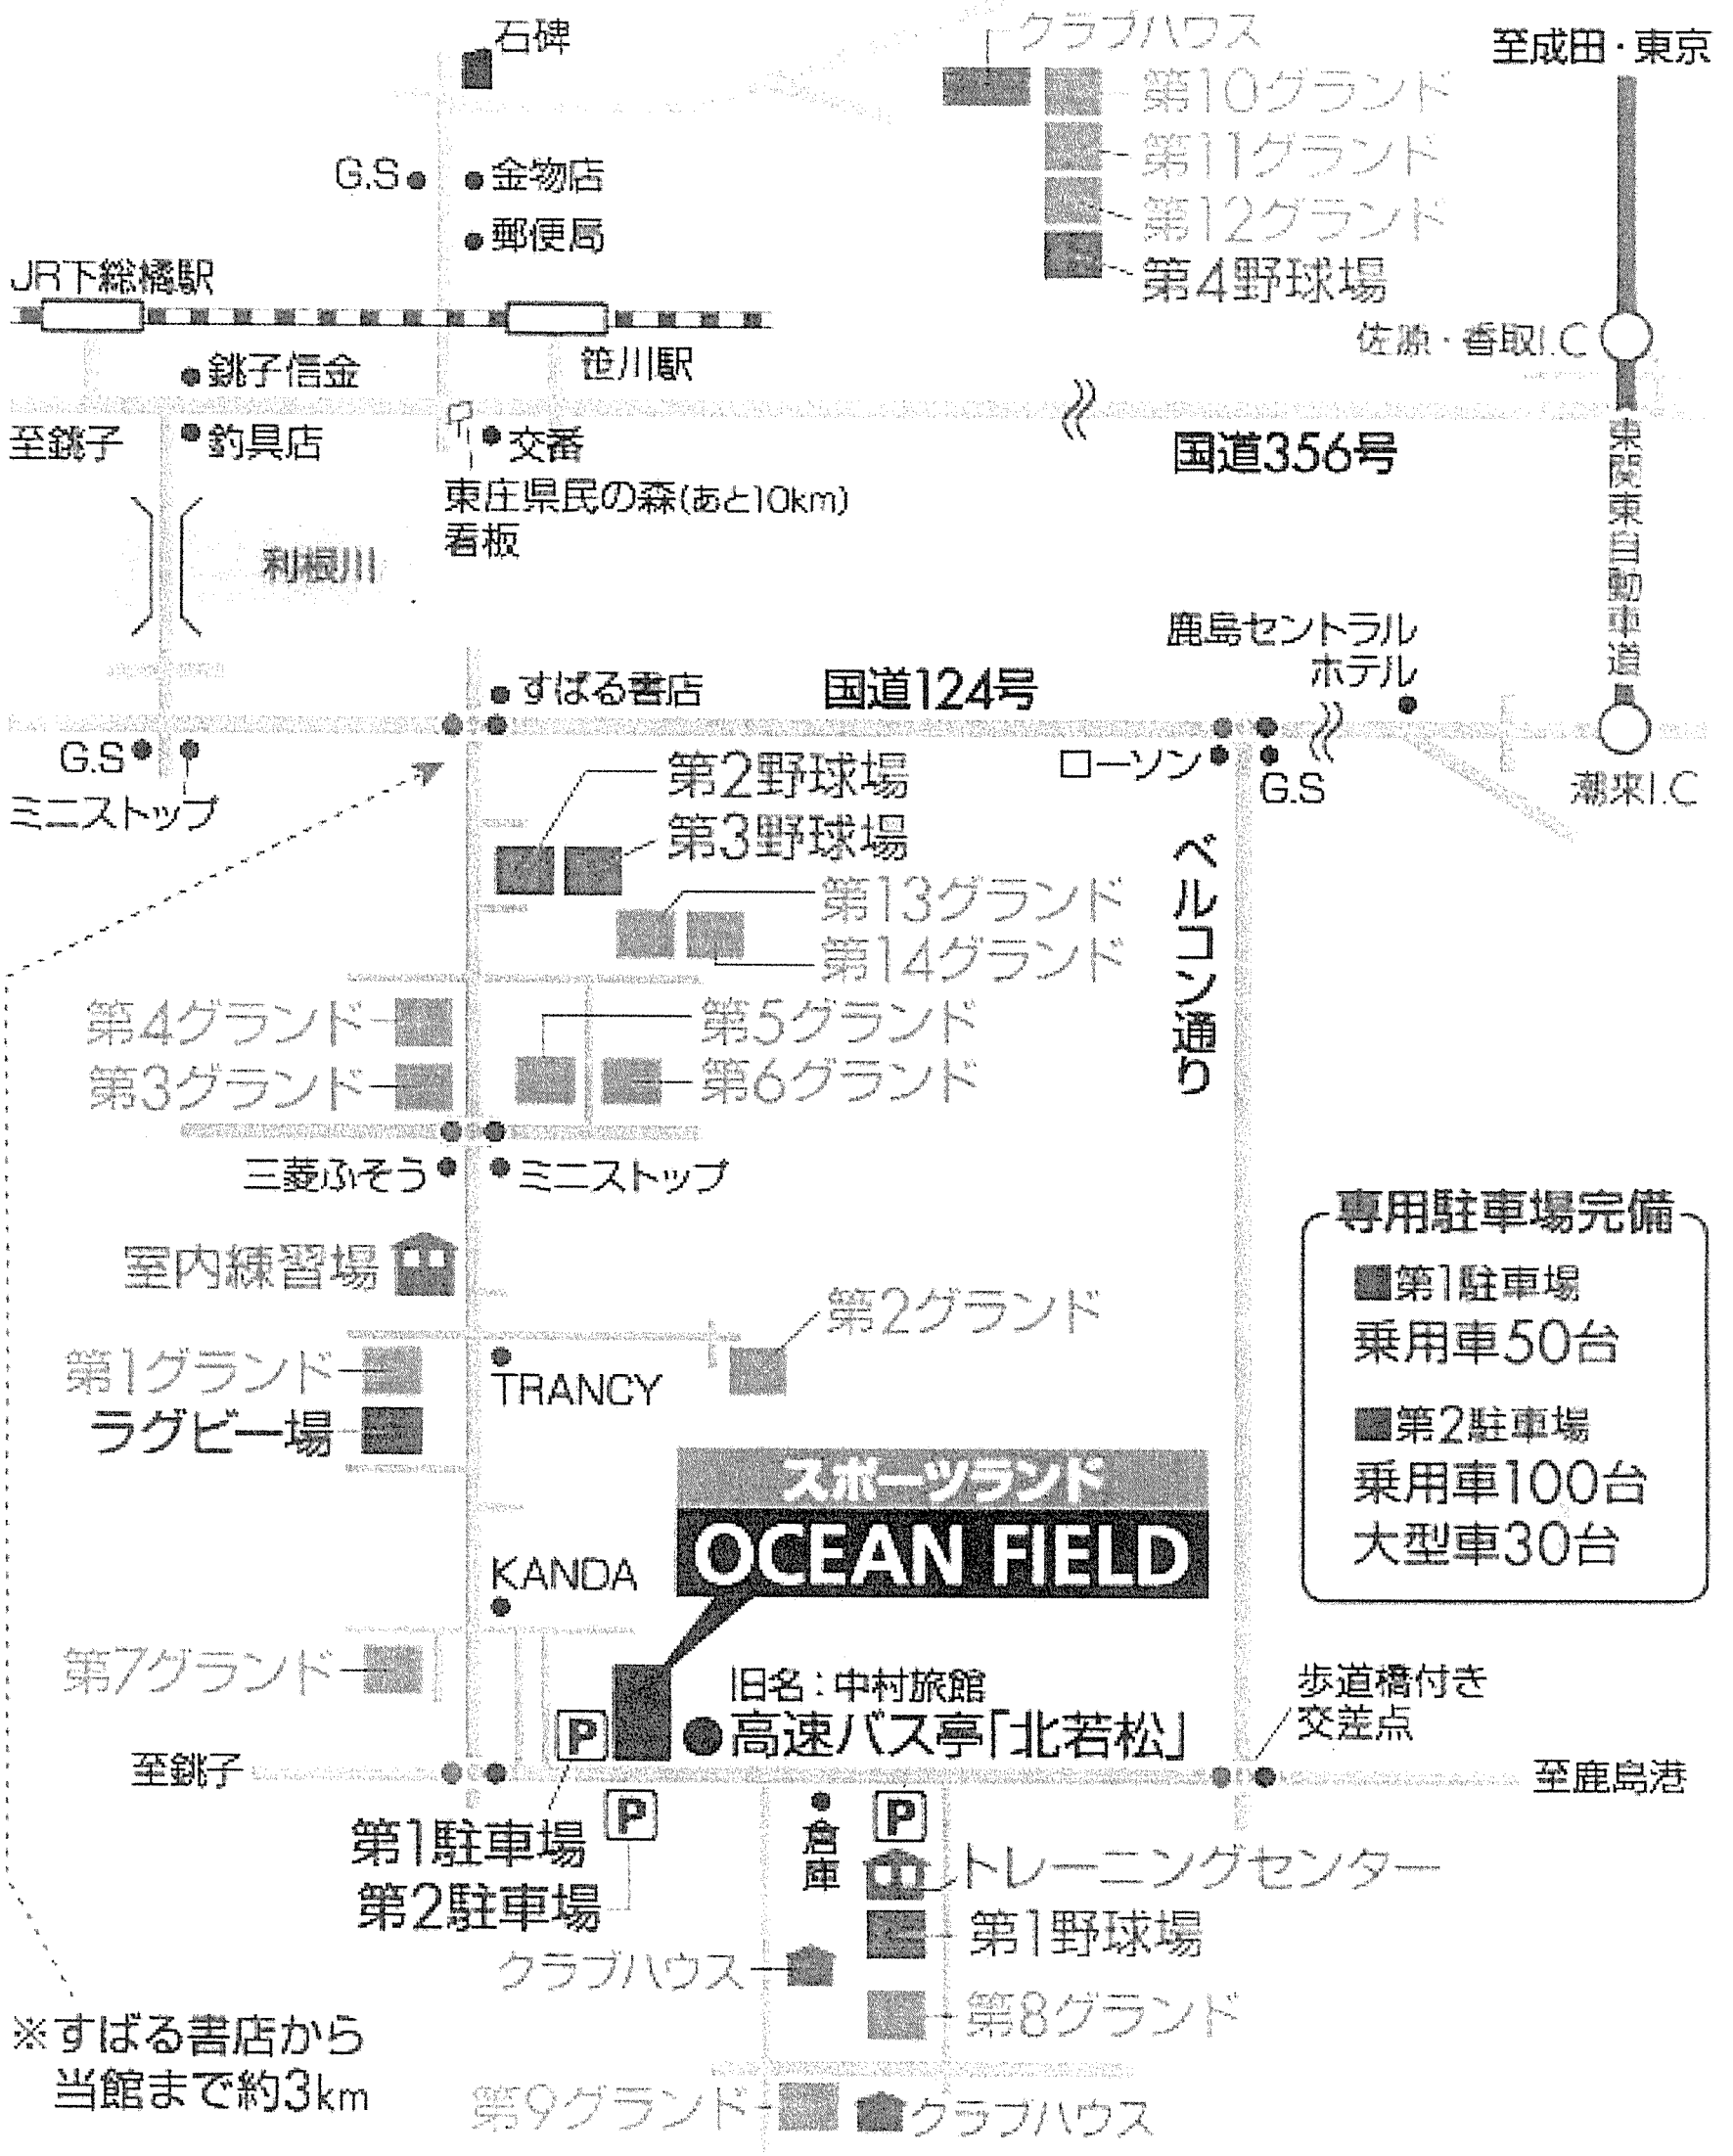 石碑
クラブハウス
至成田・東京
第10グランド
G.S
金物店
第11グランド
郵便局
第12グランド
第4野球場
JR下総橘駅
笹川駅
佐原・香取I.C
銚子信金
至銚子
釣具店
交番
国道356号
東関東自動車道
東庄県民の森(あと10km)
看板
利根川
鹿島セントラル
ホテル
すばる書店
国道124号
G.S
ミニストップ
ローソン
G.S
潮来I.C
第2野球場
第3野球場
ベルコン通り
第13グランド
第14グランド
第4グランド
第5グランド
第3グランド
第6グランド
三菱ふそう
ミニストップ
専用駐車場完備
■第1駐車場
乗用車50台
■第2駐車場
乗用車100台
大型車30台
室内練習場
第2グランド
第1グランド
TRANCY
ラグビー場
スポーツランド
OCEAN FIELD
KANDA
第7グランド
旧名:中村旅館
高速バス亭「北若松」
歩道橋付き
交差点
P
至銚子
至鹿島港
P
P
第1駐車場
第2駐車場
倉庫
トレーニングセンター
第1野球場
クラブハウス
第8グランド
※すばる書店から
当館まで約3km
第9グランド
クラブハウス